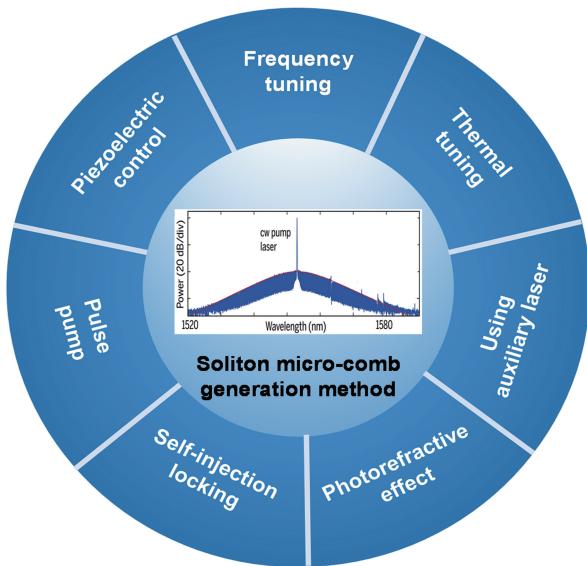 Frequency
tuning
Thermal
tuning
Using
auxiliary laser
Photorefractive
effect
Self-injection
locking
Pulse
pump
Piezoelectric
control
cw pump
laser
Power (20 dB/div)
1520
Wavelength (nm)
1580
Soliton micro-comb
generation method